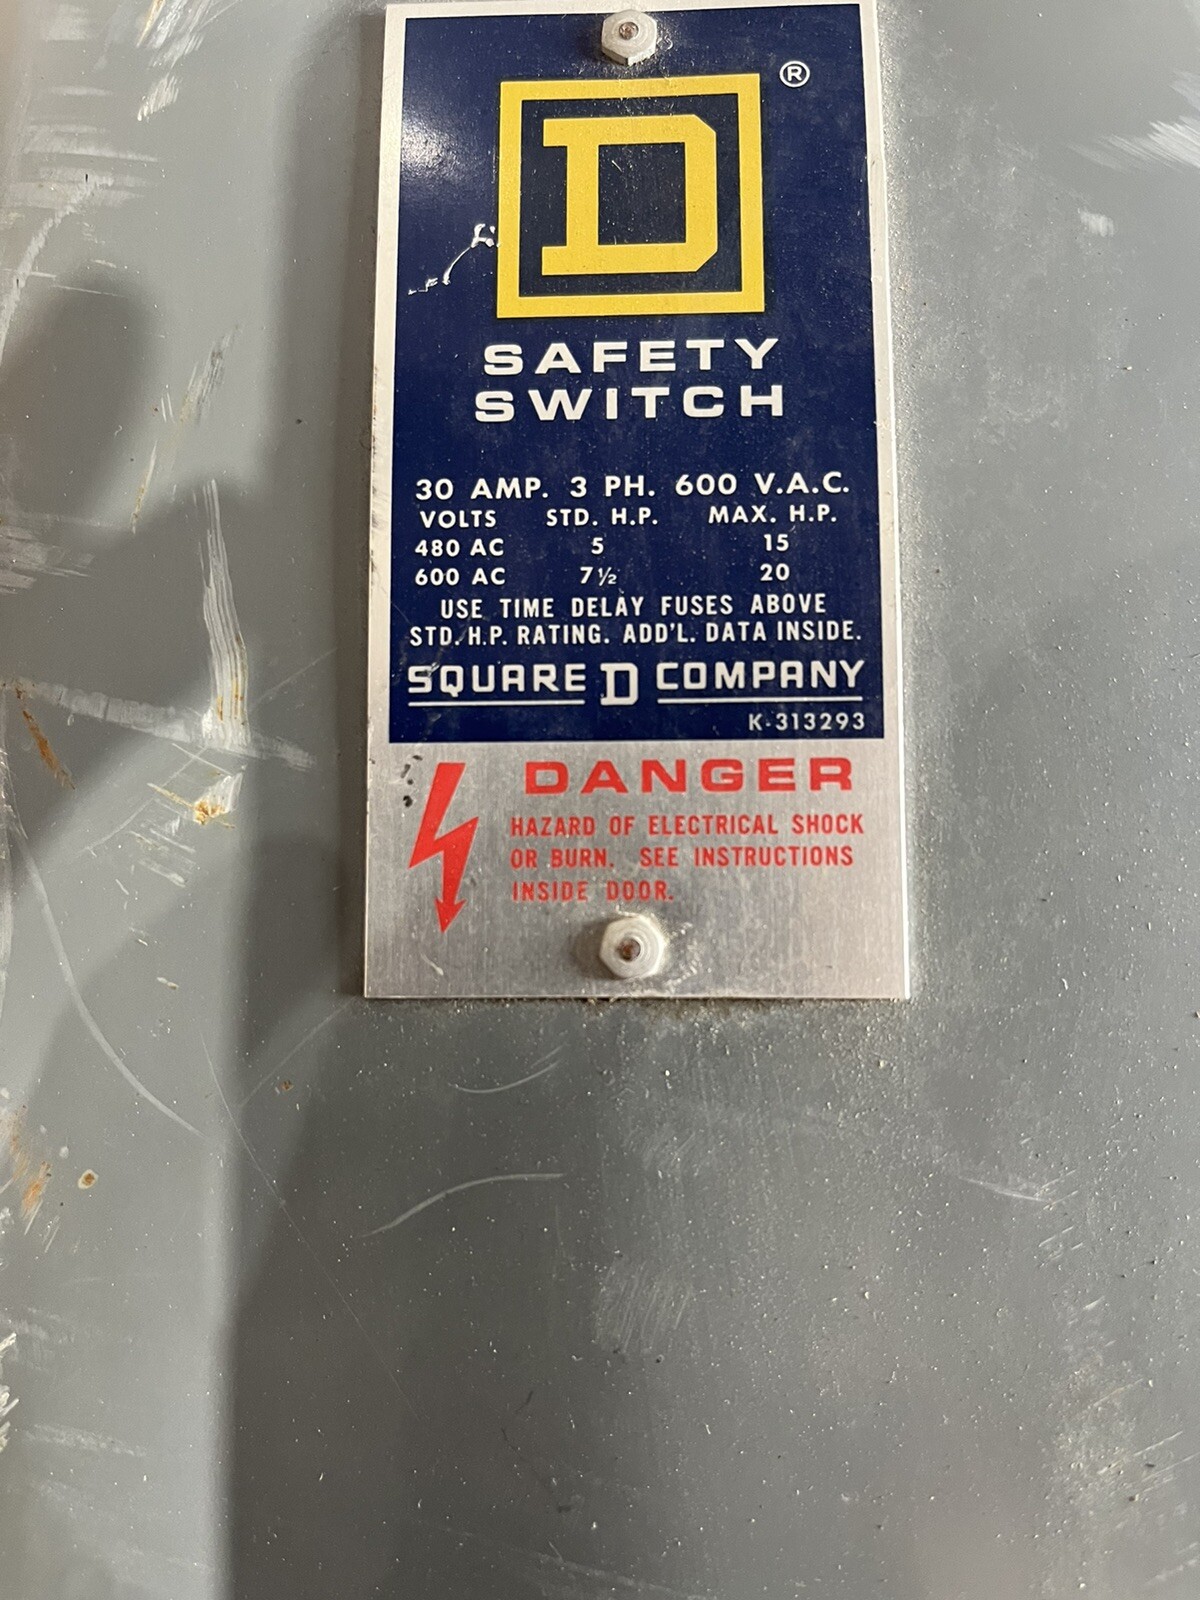 D ®
SAFETY
SWITCH
30 AMP. 3 PH. 600 V.A.C.
VOLTS STD. H.P. MAX. H.P.
480 AC 5 15
600 AC 7 ½ 20
USE TIME DELAY FUSES ABOVE
STD. H.P. RATING. ADD'L. DATA INSIDE.
SQUARE D COMPANY
K-313293
DANGER
HAZARD OF ELECTRICAL SHOCK
OR BURN. SEE INSTRUCTIONS
INSIDE DOOR.